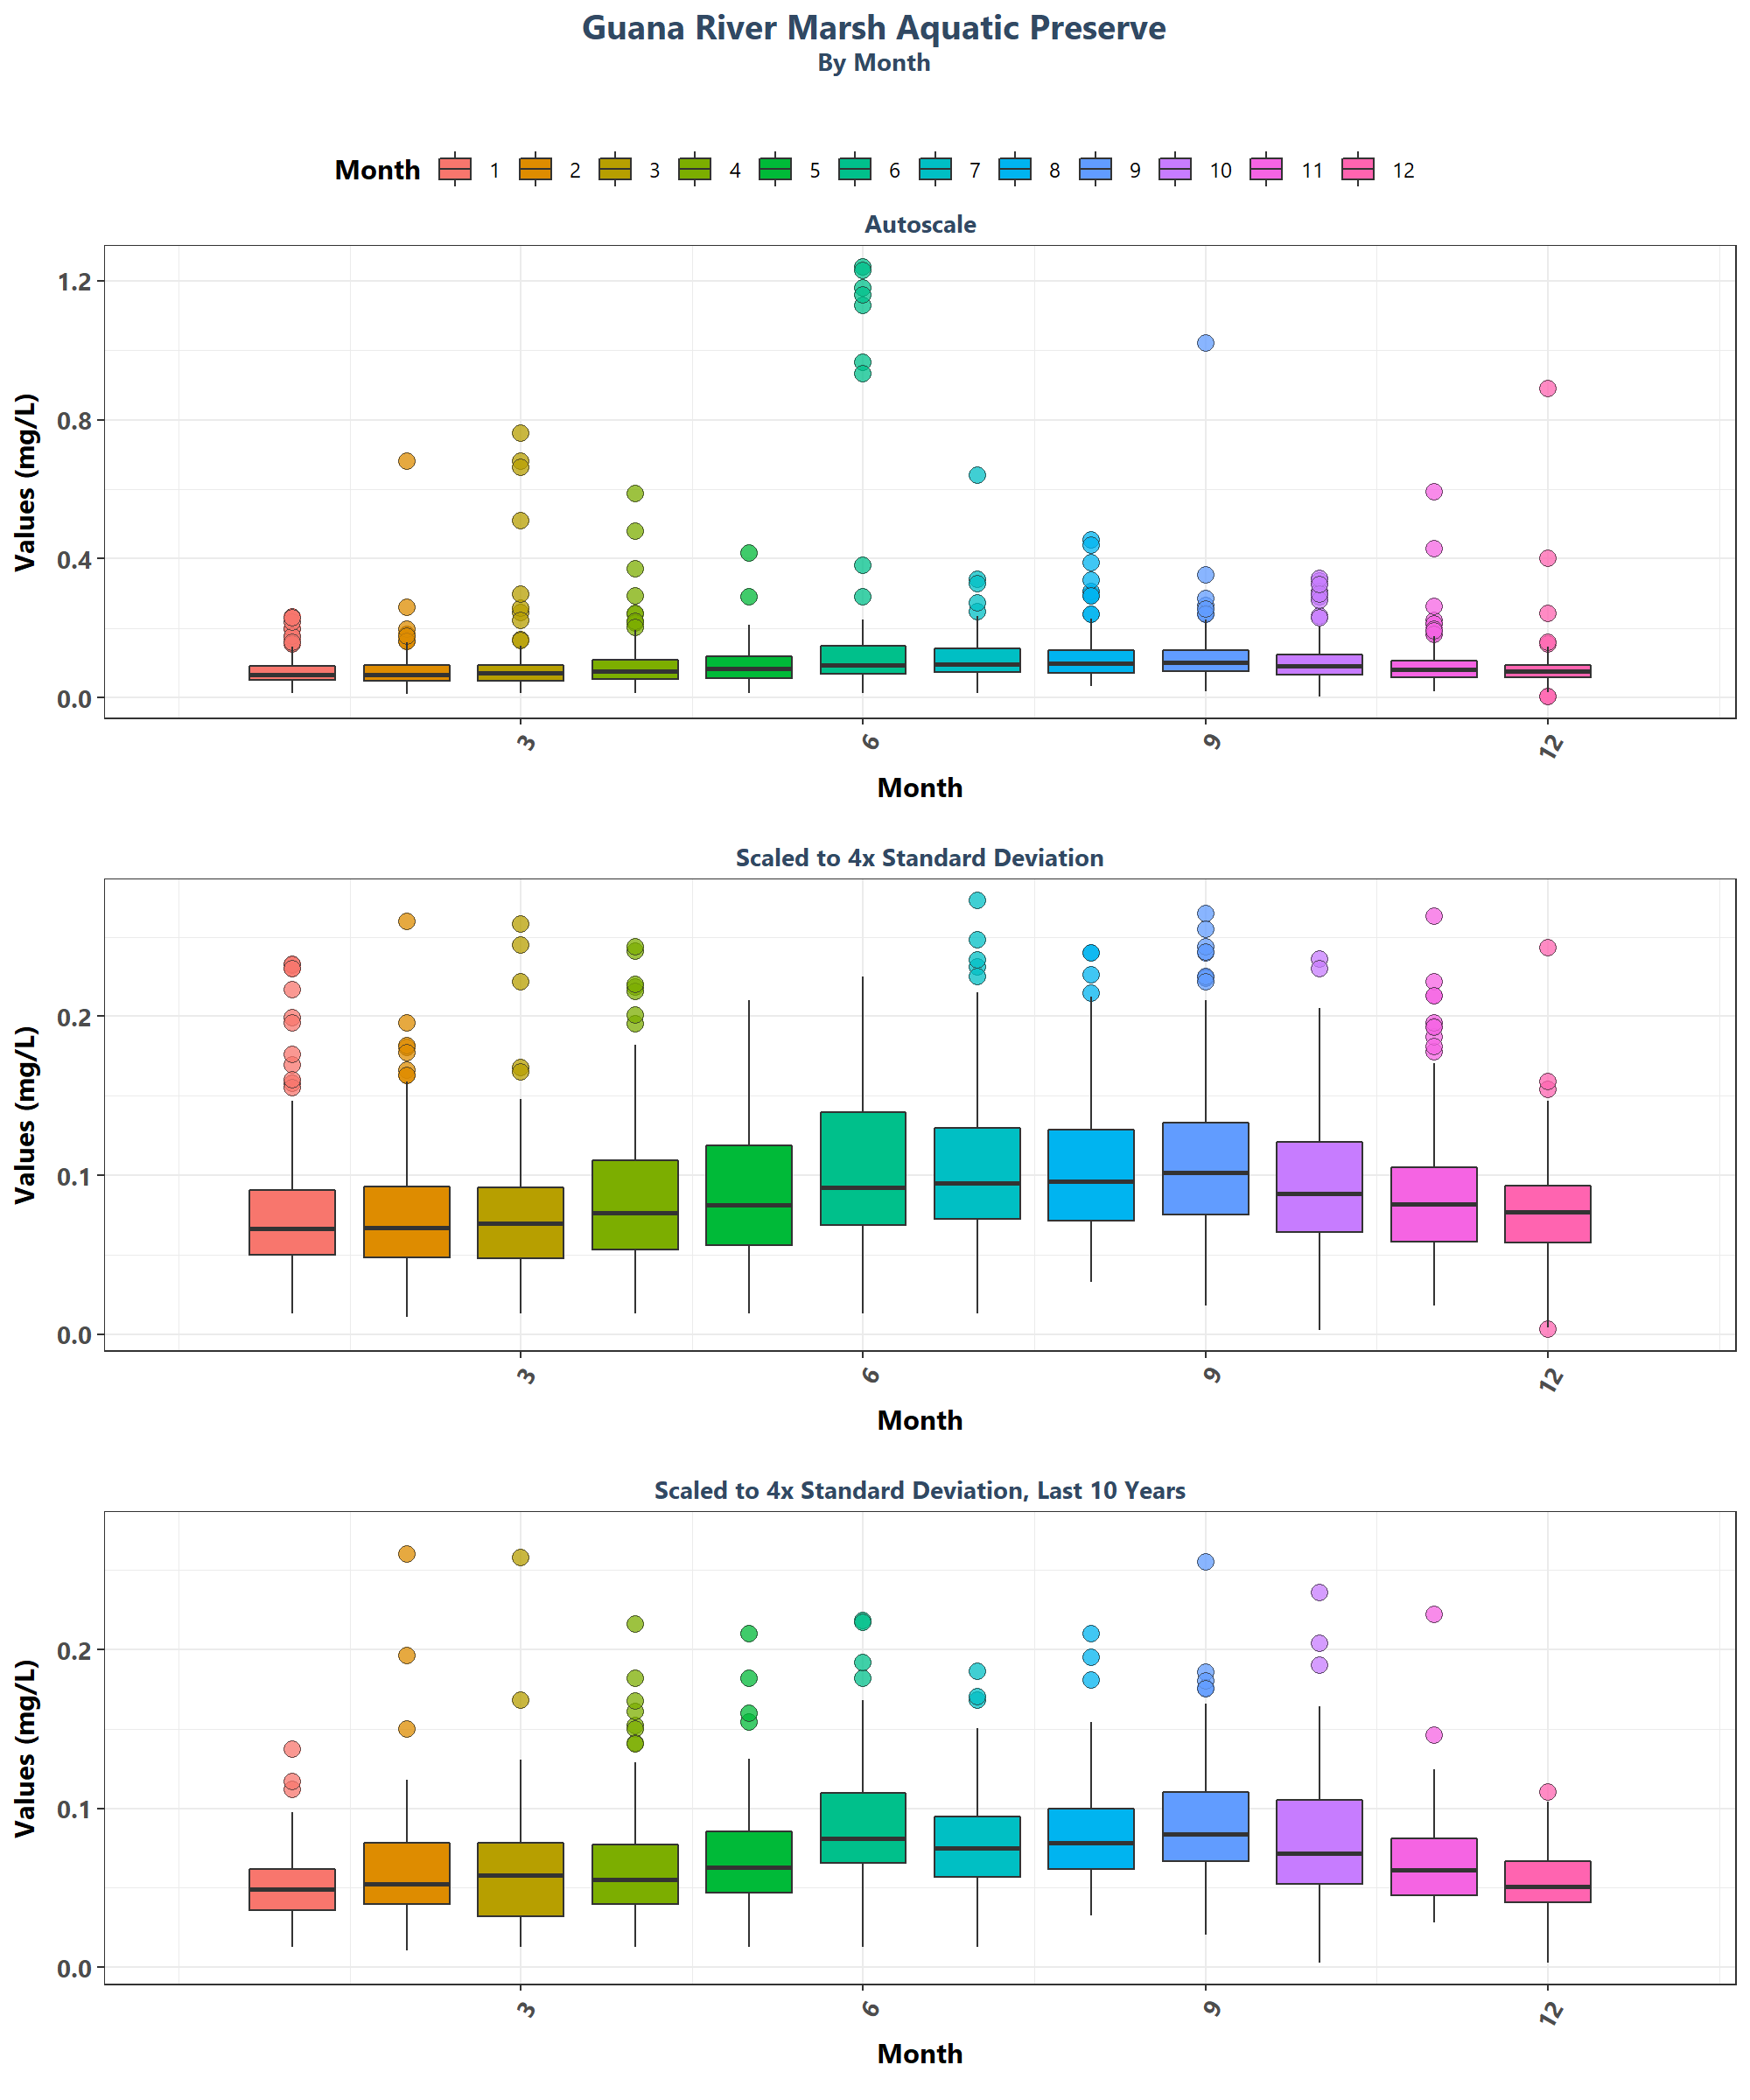 Guana River Marsh Aquatic Preserve
By Month
Month 1 2 3 4 5 6 7 8 9 10 11 12
Autoscale
Values (mg/L)
1.2
0.8
0.4
0.0
3 6 9 12
Month
Scaled to 4x Standard Deviation
Values (mg/L)
0.2
0.1
0.0
3 6 9 12
Month
Scaled to 4x Standard Deviation, Last 10 Years
Values (mg/L)
0.2
0.1
0.0
3 6 9 12
Month